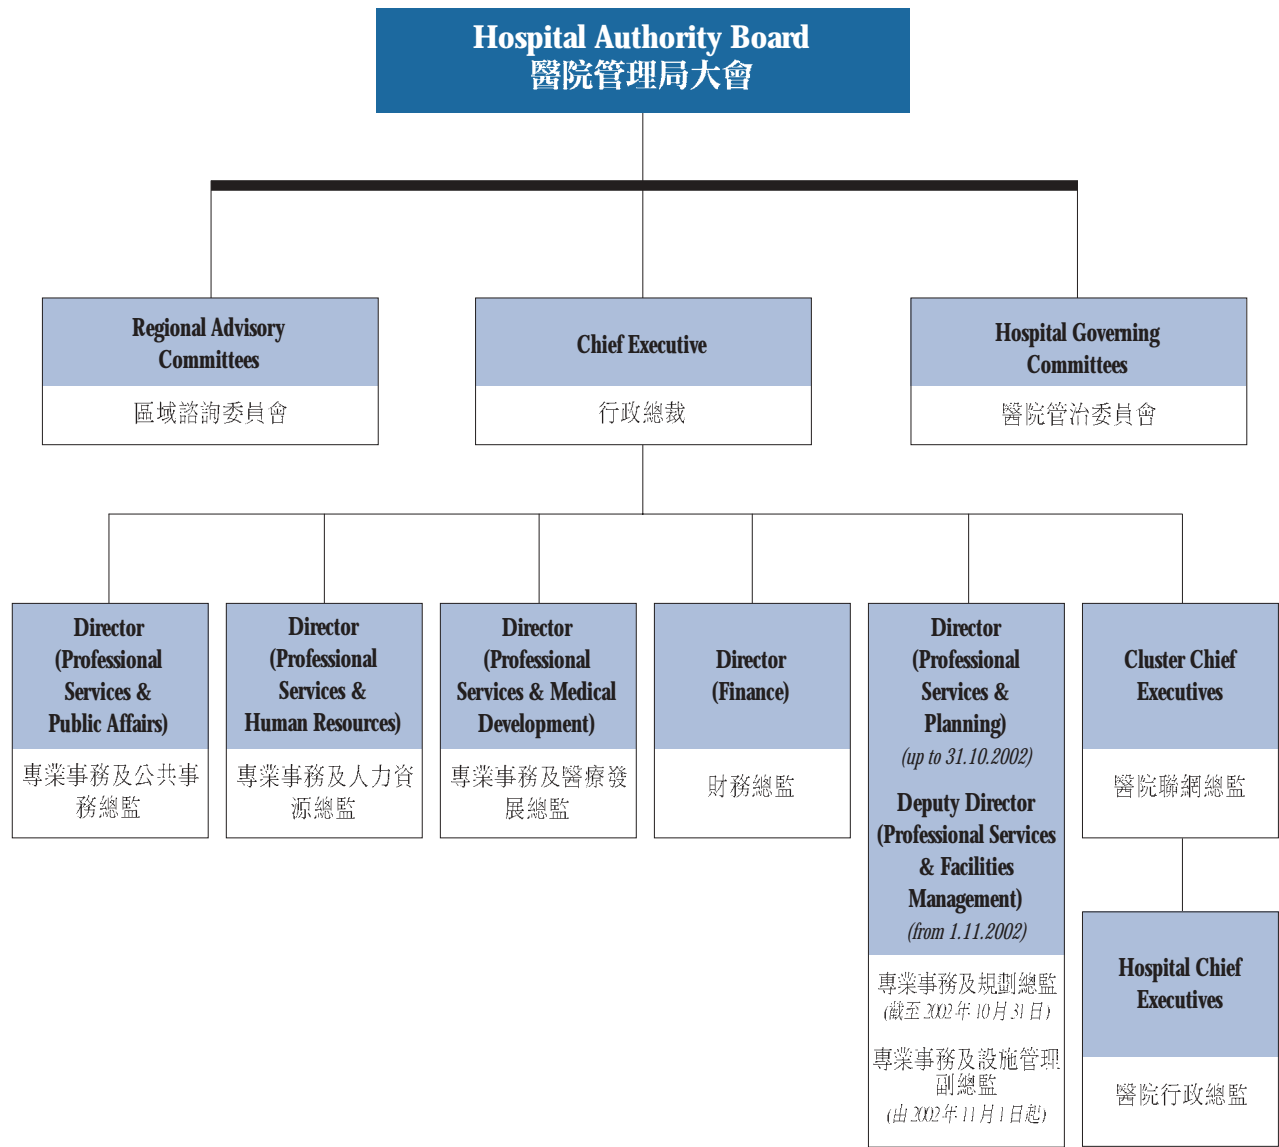 Hospital Authority Board
醫院管理局大會
Regional Advisory
Committees
區域諮詢委員會
Chief Executive
行政總裁
Hospital Governing
Committees
醫院管治委員會
Director
(Professional
Services &
Public Affairs)
專業事務及公共事
務總監
Director
(Professional
Services &
Human Resources)
專業事務及人力資
源總監
Director
(Professional
Services & Medical
Development)
專業事務及醫療發
展總監
Director
(Finance)
財務總監
Director
(Professional
Services &
Planning)
(up to 31.10.2002)
Deputy Director
(Professional Services
& Facilities
Management)
(from 1.11.2002)
專業事務及規劃總監
(截至2002年10月31日)
專業事務及設施管理
副總監
(由2002年11月1日起)
Cluster Chief
Executives
醫院聯網總監
Hospital Chief
Executives
醫院行政總監